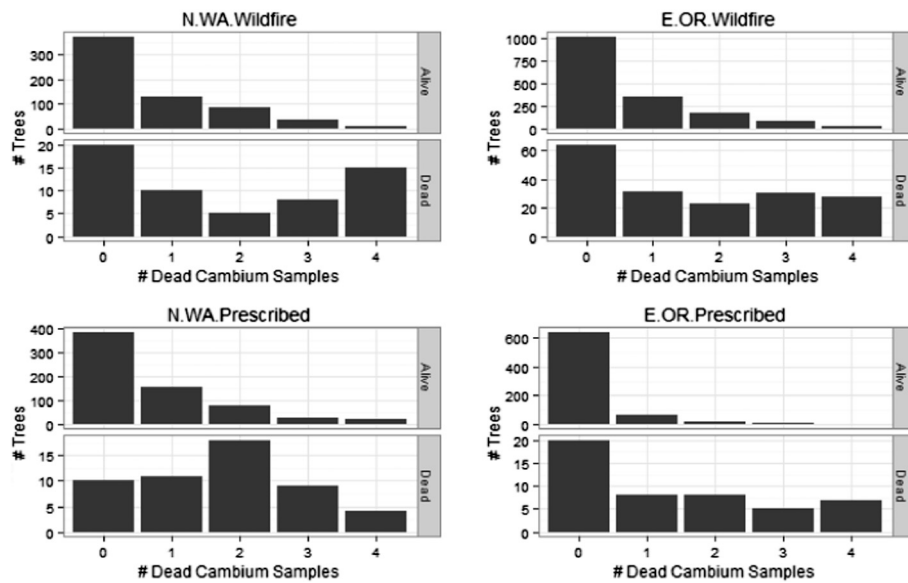 N.WA.Wildfire
# Trees
300
200
100
0
Alive
20
15
10
5
0
Dead
0 1 2 3 4
# Dead Cambium Samples
E.OR.Wildfire
# Trees
1000
750
500
250
0
Alive
60
40
20
0
Dead
0 1 2 3 4
# Dead Cambium Samples
N.WA.Prescribed
# Trees
400
300
200
100
0
Alive
15
10
5
0
Dead
0 1 2 3 4
# Dead Cambium Samples
E.OR.Prescribed
# Trees
600
400
200
0
Alive
20
15
10
5
0
Dead
0 1 2 3 4
# Dead Cambium Samples